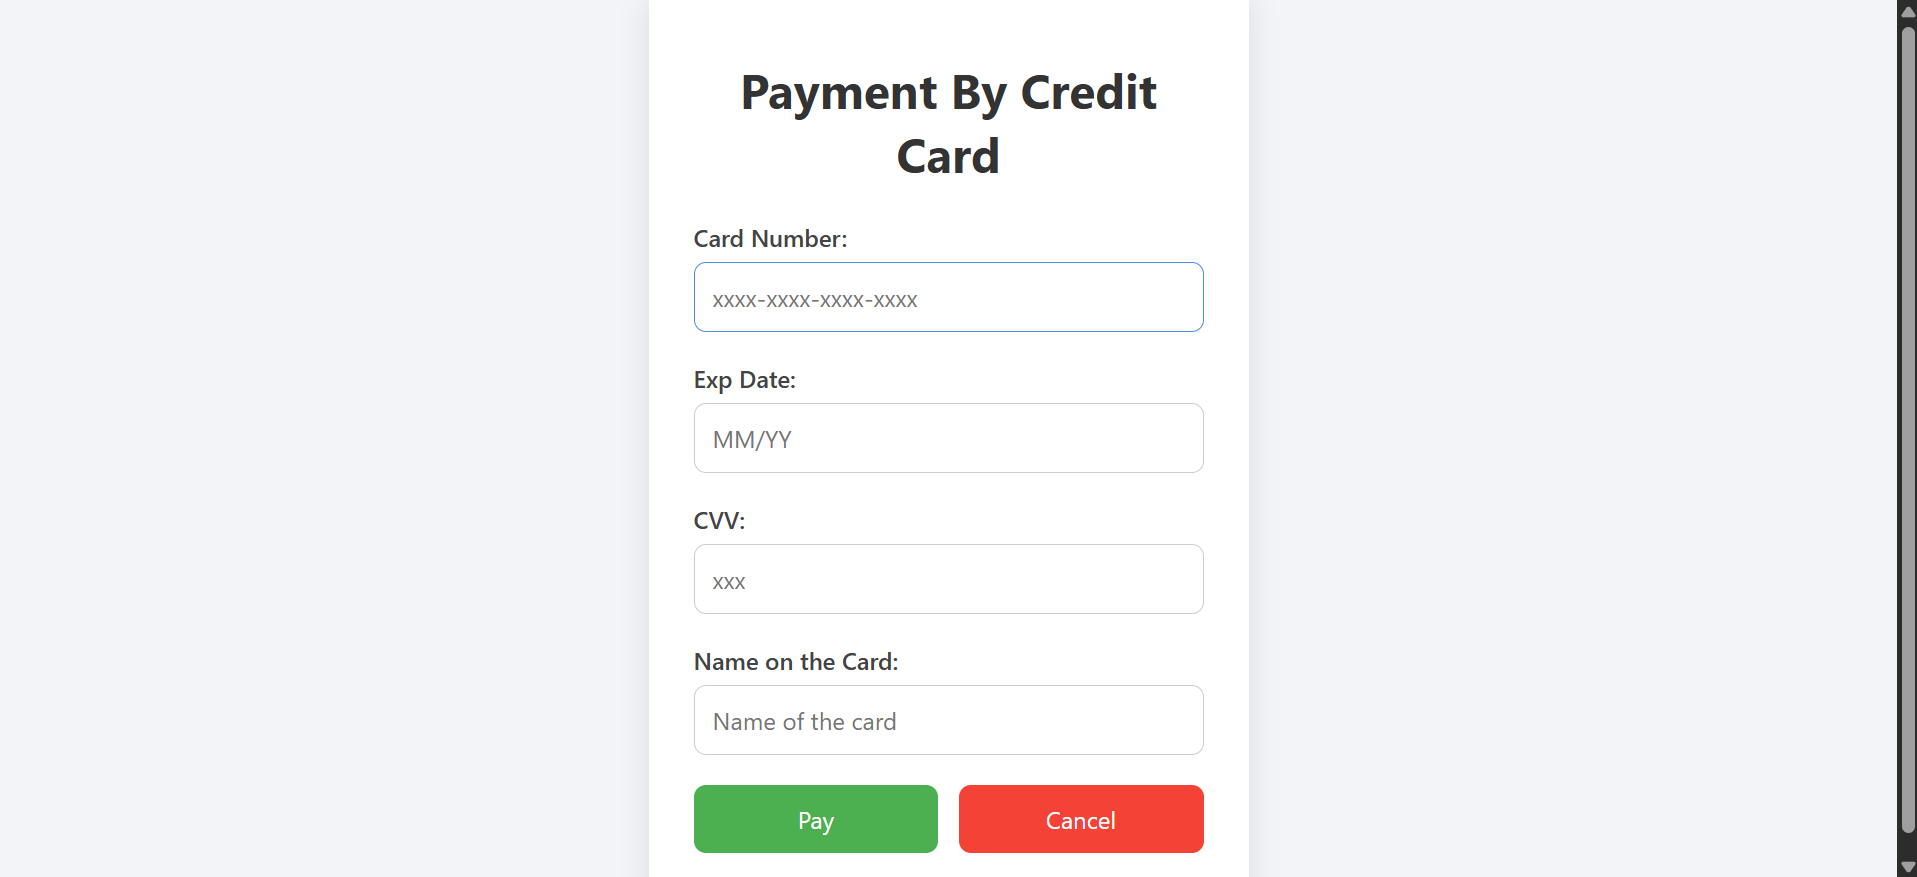 Payment By Credit
Card
Card Number:
xxxx-xxxx-xxxx-xxxx
Exp Date:
MM/YY
CVV:
xxx
Name on the Card:
Name of the card
Pay
Cancel